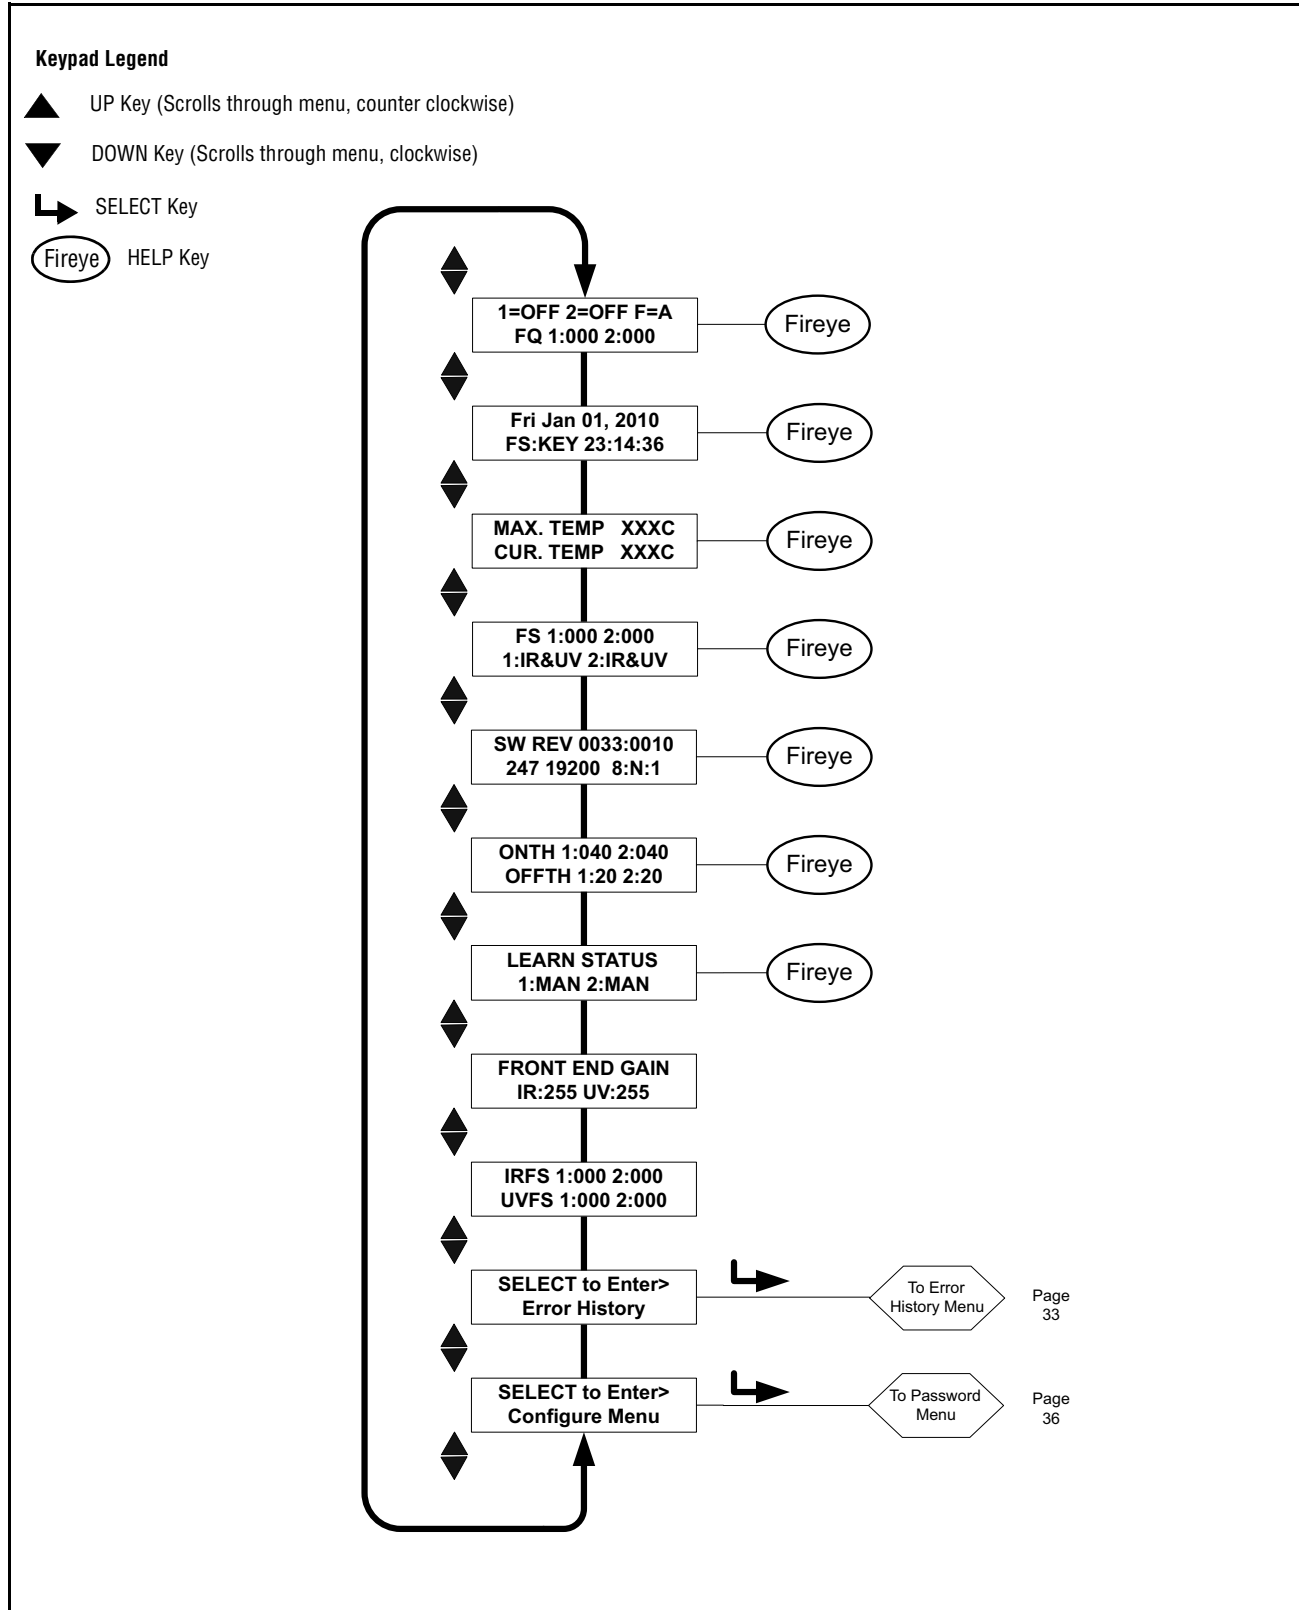 Keypad Legend
UP Key (Scrolls through menu, counter clockwise)
DOWN Key (Scrolls through menu, clockwise)
SELECT Key
Fireye HELP Key
1=OFF 2=OFF F=A
FQ 1:000 2:000
Fireye
Fri Jan 01, 2010
FS:KEY 23:14:36
Fireye
MAX. TEMP XXXC
CUR. TEMP XXXC
Fireye
FS 1:000 2:000
1:IR&UV 2:IR&UV
Fireye
SW REV 0033:0010
247 19200 8:N:1
Fireye
ONTH 1:040 2:040
OFFTH 1:20 2:20
Fireye
LEARN STATUS
1:MAN 2:MAN
Fireye
FRONT END GAIN
IR:255 UV:255
IRFS 1:000 2:000
UVFS 1:000 2:000
SELECT to Enter>
Error History
To Error
History Menu
Page
33
SELECT to Enter>
Configure Menu
To Password
Menu
Page
36